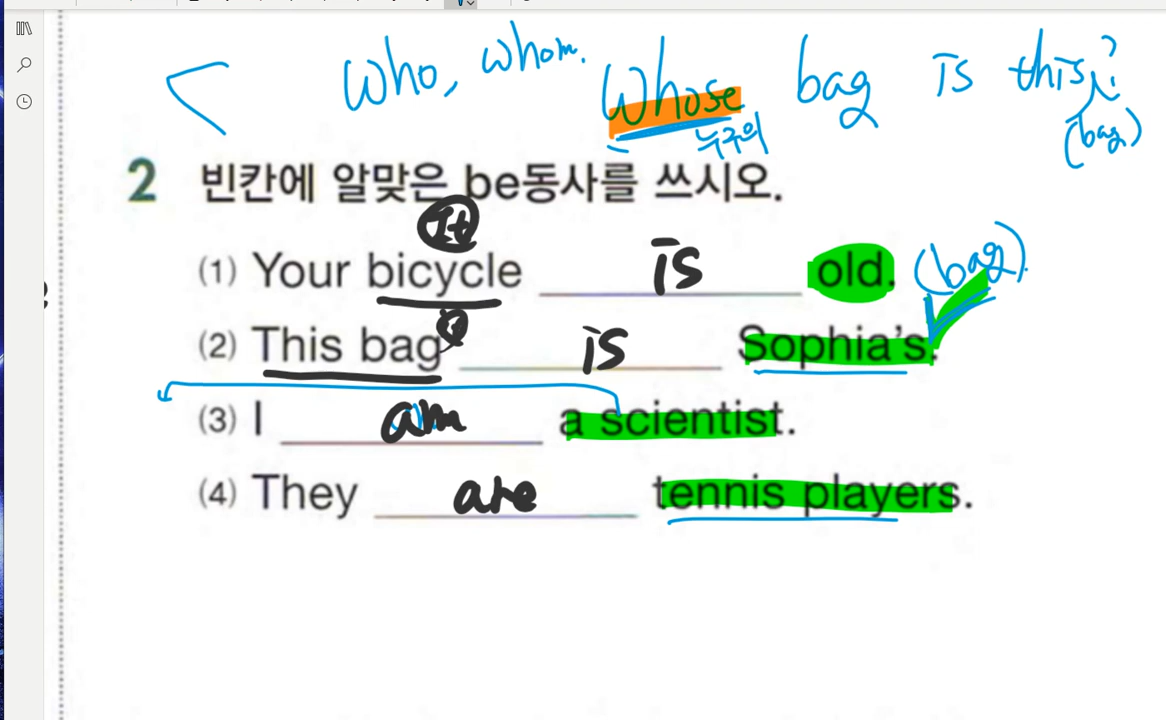 who, whom. Whose bag is this?
누구의 (bag)
2 빈칸에 알맞은 be동사를 쓰시오.
It
(1) Your bicycle is old. (bag).
(2) This bag is Sophia's.
(3) I am a scientist.
(4) They are tennis players.